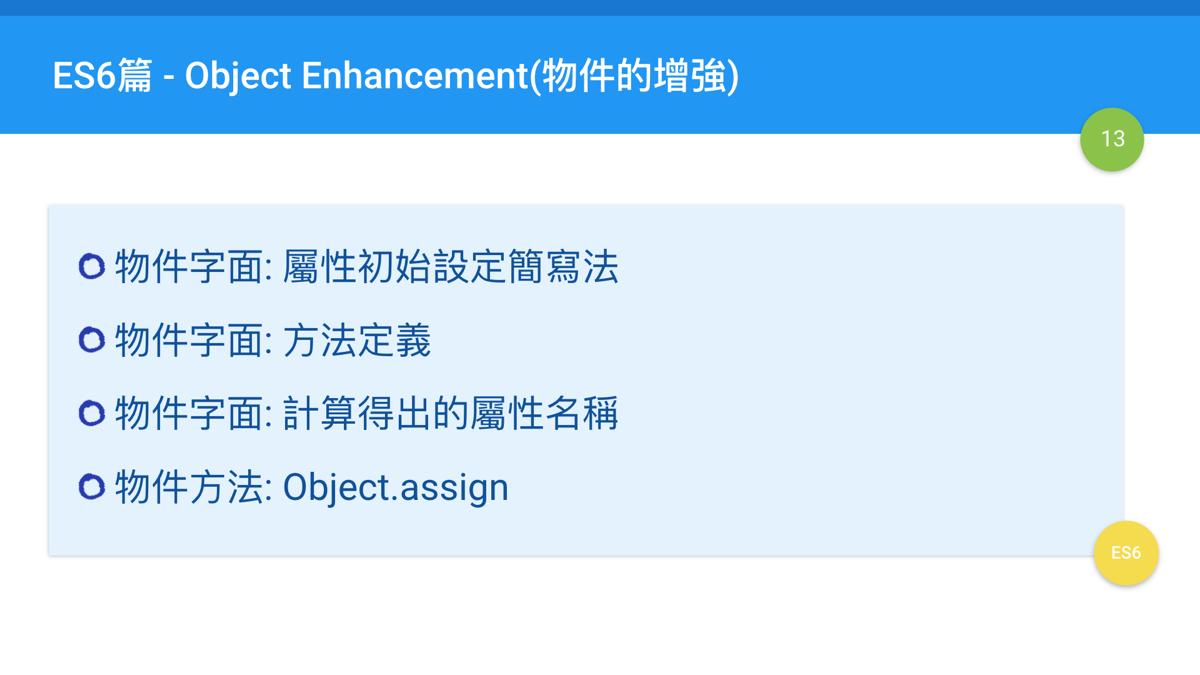 ES6篇 - Object Enhancement(物件的增強)
13
物件字面: 屬性初始設定簡寫法
物件字面: 方法定義
物件字面: 計算得出的屬性名稱
物件方法: Object.assign
ES6